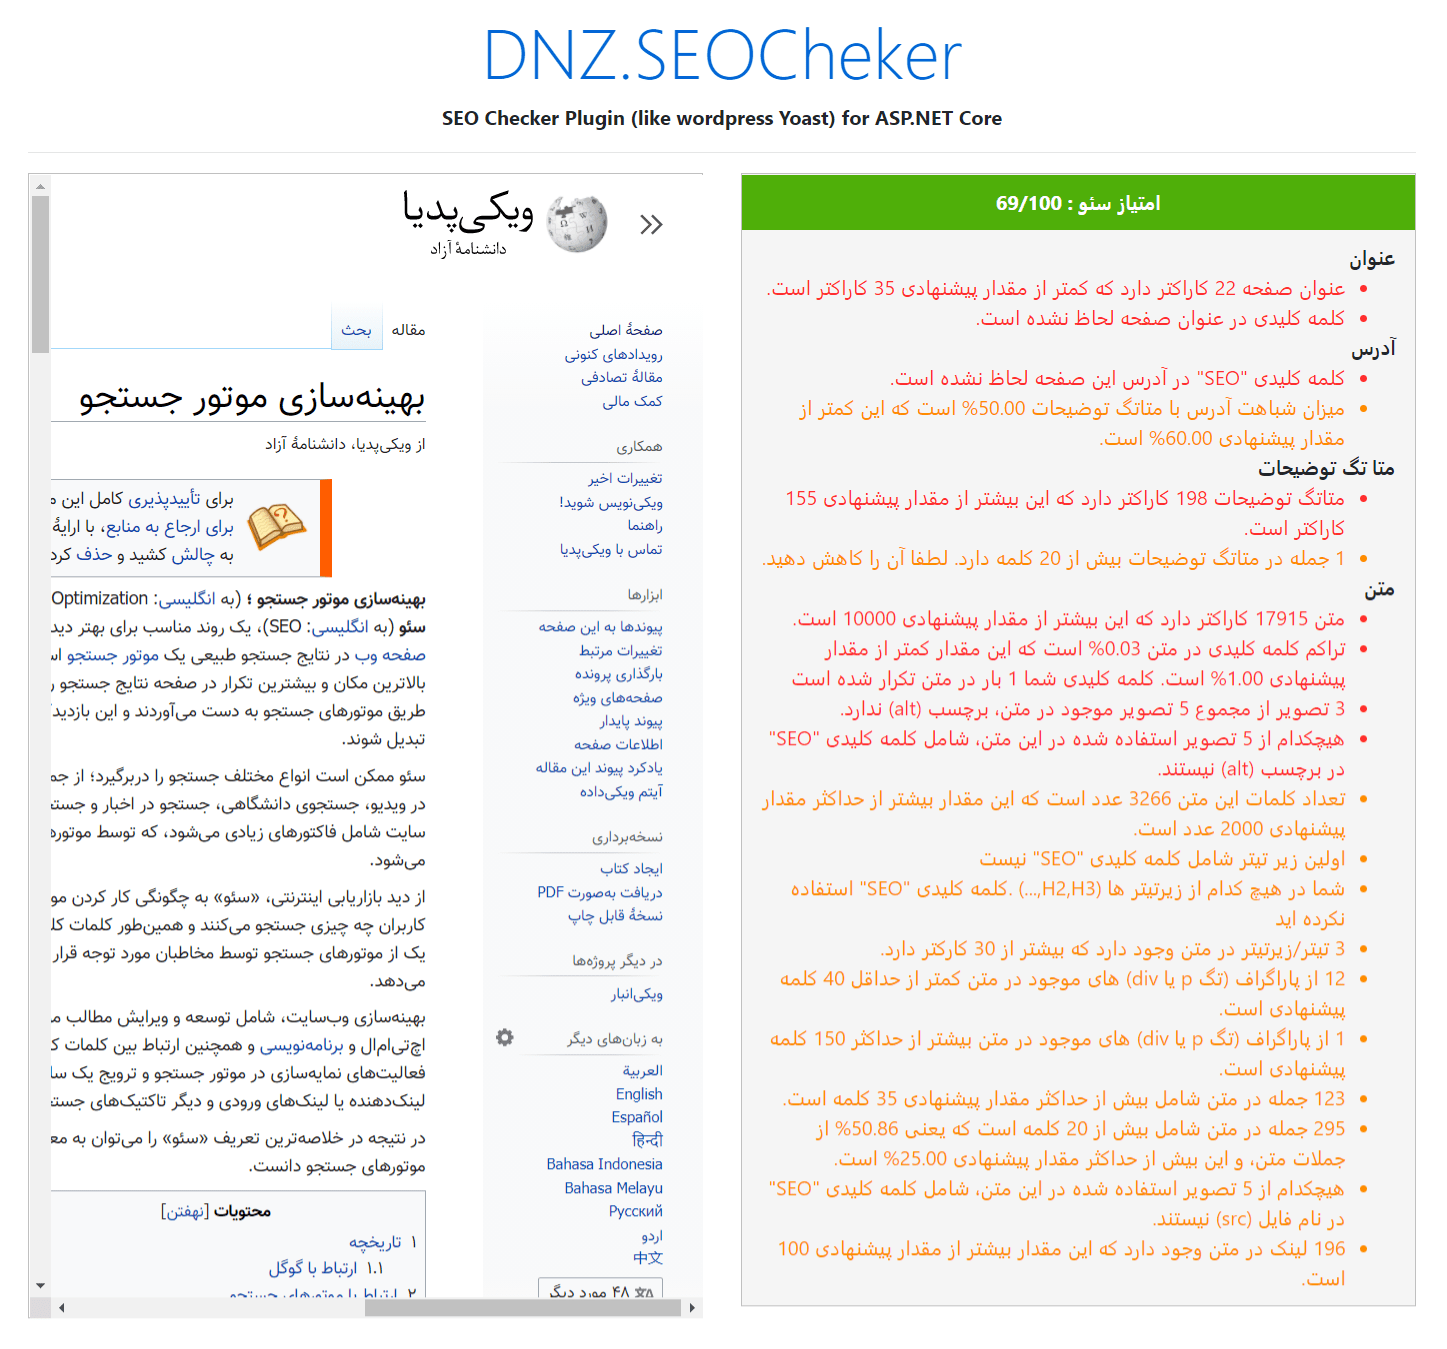 DNZ.SEOCheker
SEO Checker Plugin (like wordpress Yoast) for ASP.NET Core
امتیاز سئو : 69/100
عنوان
عنوان صفحه 22 کاراکتر دارد که کمتر از مقدار پیشنهادی 35 کاراکتر است.
کلمه کلیدی در عنوان صفحه لحاظ نشده است.
آدرس
کلمه کلیدی "SEO" در آدرس این صفحه لحاظ نشده است.
میزان شباهت آدرس با متاتگ توضیحات 50.00% است که این کمتر از
مقدار پیشنهادی 60.00% است.
متا تگ توضیحات
متاتگ توضیحات 198 کاراکتر دارد که این بیشتر از مقدار پیشنهادی 155
کاراکتر است.
1 جمله در متاتگ توضیحات بیش از 20 کلمه دارد. لطفا آن را کاهش دهید.
متن
متن 17915 کاراکتر دارد که این بیشتر از مقدار پیشنهادی 10000 است.
تراکم کلمه کلیدی در متن 0.03% است که این مقدار کمتر از مقدار
پیشنهادی 1.00% است. کلمه کلیدی شما 1 بار در متن تکرار شده است
3 تصویر از مجموع 5 تصویر موجود در متن، برچسب (alt) ندارد.
هیچکدام از 5 تصویر استفاده شده در این متن، شامل کلمه کلیدی "SEO"
در برچسب (alt) نیستند.
تعداد کلمات این متن 3266 عدد است که این مقدار بیشتر از حداکثر مقدار
پیشنهادی 2000 عدد است.
اولین زیر تیتر شامل کلمه کلیدی "SEO" نیست
شما در هیچ کدام از زیرتیتر ها (H2,H3,...) .کلمه کلیدی "SEO" استفاده
نکرده اید
3 تیتر/زیرتیتر در متن وجود دارد که بیشتر از 30 کارکتر دارد.
12 از پاراگراف (تگ p یا div) های موجود در متن کمتر از حداقل 40 کلمه
پیشنهادی است.
1 از پاراگراف (تگ p یا div) های موجود در متن بیشتر از حداکثر 150 کلمه
پیشنهادی است.
123 جمله در متن شامل بیش از حداکثر مقدار پیشنهادی 35 کلمه است.
295 جمله در متن شامل بیش از 20 کلمه است که یعنی 50.86% از
جملات متن، و این بیش از حداکثر مقدار پیشنهادی 25.00% است.
هیچکدام از 5 تصویر استفاده شده در این متن، شامل کلمه کلیدی "SEO"
در نام فایل (src) نیستند.
196 لینک در متن وجود دارد که این مقدار بیشتر از مقدار پیشنهادی 100
است.
ویکی‌پدیا
دانشنامهٔ آزاد
صفحهٔ اصلی
رویدادهای کنونی
مقالهٔ تصادفی
کمک مالی
همکاری
تغییرات اخیر
ویکی‌نویس شوید!
راهنما
تماس با ویکی‌پدیا
ابزارها
پیوندها به این صفحه
تغییرات مرتبط
بارگذاری پرونده
صفحه‌های ویژه
پیوند پایدار
اطلاعات صفحه
یادکرد پیوند این مقاله
آیتم ویکی‌داده
نسخه‌برداری
ایجاد کتاب
دریافت به‌صورت PDF
نسخهٔ قابل چاپ
در دیگر پروژه‌ها
ویکی‌انبار
به زبان‌های دیگر
العربية
English
Español
हिन्दी
Bahasa Indonesia
Bahasa Melayu
Русский
اردو
中文
۴۸ مورد دیگر
مقاله
بحث
بهینه‌سازی موتور جستجو
از ویکی‌پدیا، دانشنامهٔ آزاد
برای تأییدپذیری کامل این
برای ارجاع به منابع، با ارایهٔ
به چالش کشید و حذف
بهینه‌سازی موتور جستجو ؛ (به انگلیسی: Optimization
سئو (به انگلیسی: SEO)، یک روند مناسب برای بهتر
صفحه وب در نتایج جستجو طبیعی یک موتور جستجو
بالاترین مکان و بیشترین تکرار در صفحه نتایج جستجو
طریق موتورهای جستجو به دست می‌آوردند و این
تبدیل شوند.
سئو ممکن است انواع مختلف جستجو را دربرگیرد؛ از
در ویدیو، جستجوی دانشگاهی، جستجو در اخبار و
سایت شامل فاکتورهای زیادی می‌شود، که توسط
می‌شود.
از دید بازاریابی اینترنتی، «سئو» به چگونگی کار کردن
کاربران چه چیزی جستجو می‌کنند و همین‌طور کلمات
یک از موتورهای جستجو توسط مخاطبان مورد توجه قرار
می‌دهد.
بهینه‌سازی وب‌سایت، شامل توسعه و ویرایش مطالب
اچ‌تی‌ام‌ال و برنامه‌نویسی و همچنین ارتباط بین کلمات
فعالیت‌های نمایه‌سازی در موتور جستجو و ترویج یک
لینک‌دهنده یا لینک‌های ورودی و دیگر تاکتیک‌های
در نتیجه در خلاصه‌ترین تعریف «سئو» را می‌توان به
موتورهای جستجو دانست.
محتویات [نهفتن]
۱ تاریخچه
۱.۱ ارتباط با گوگل
۲ ارتباط با موتورهای جستجو